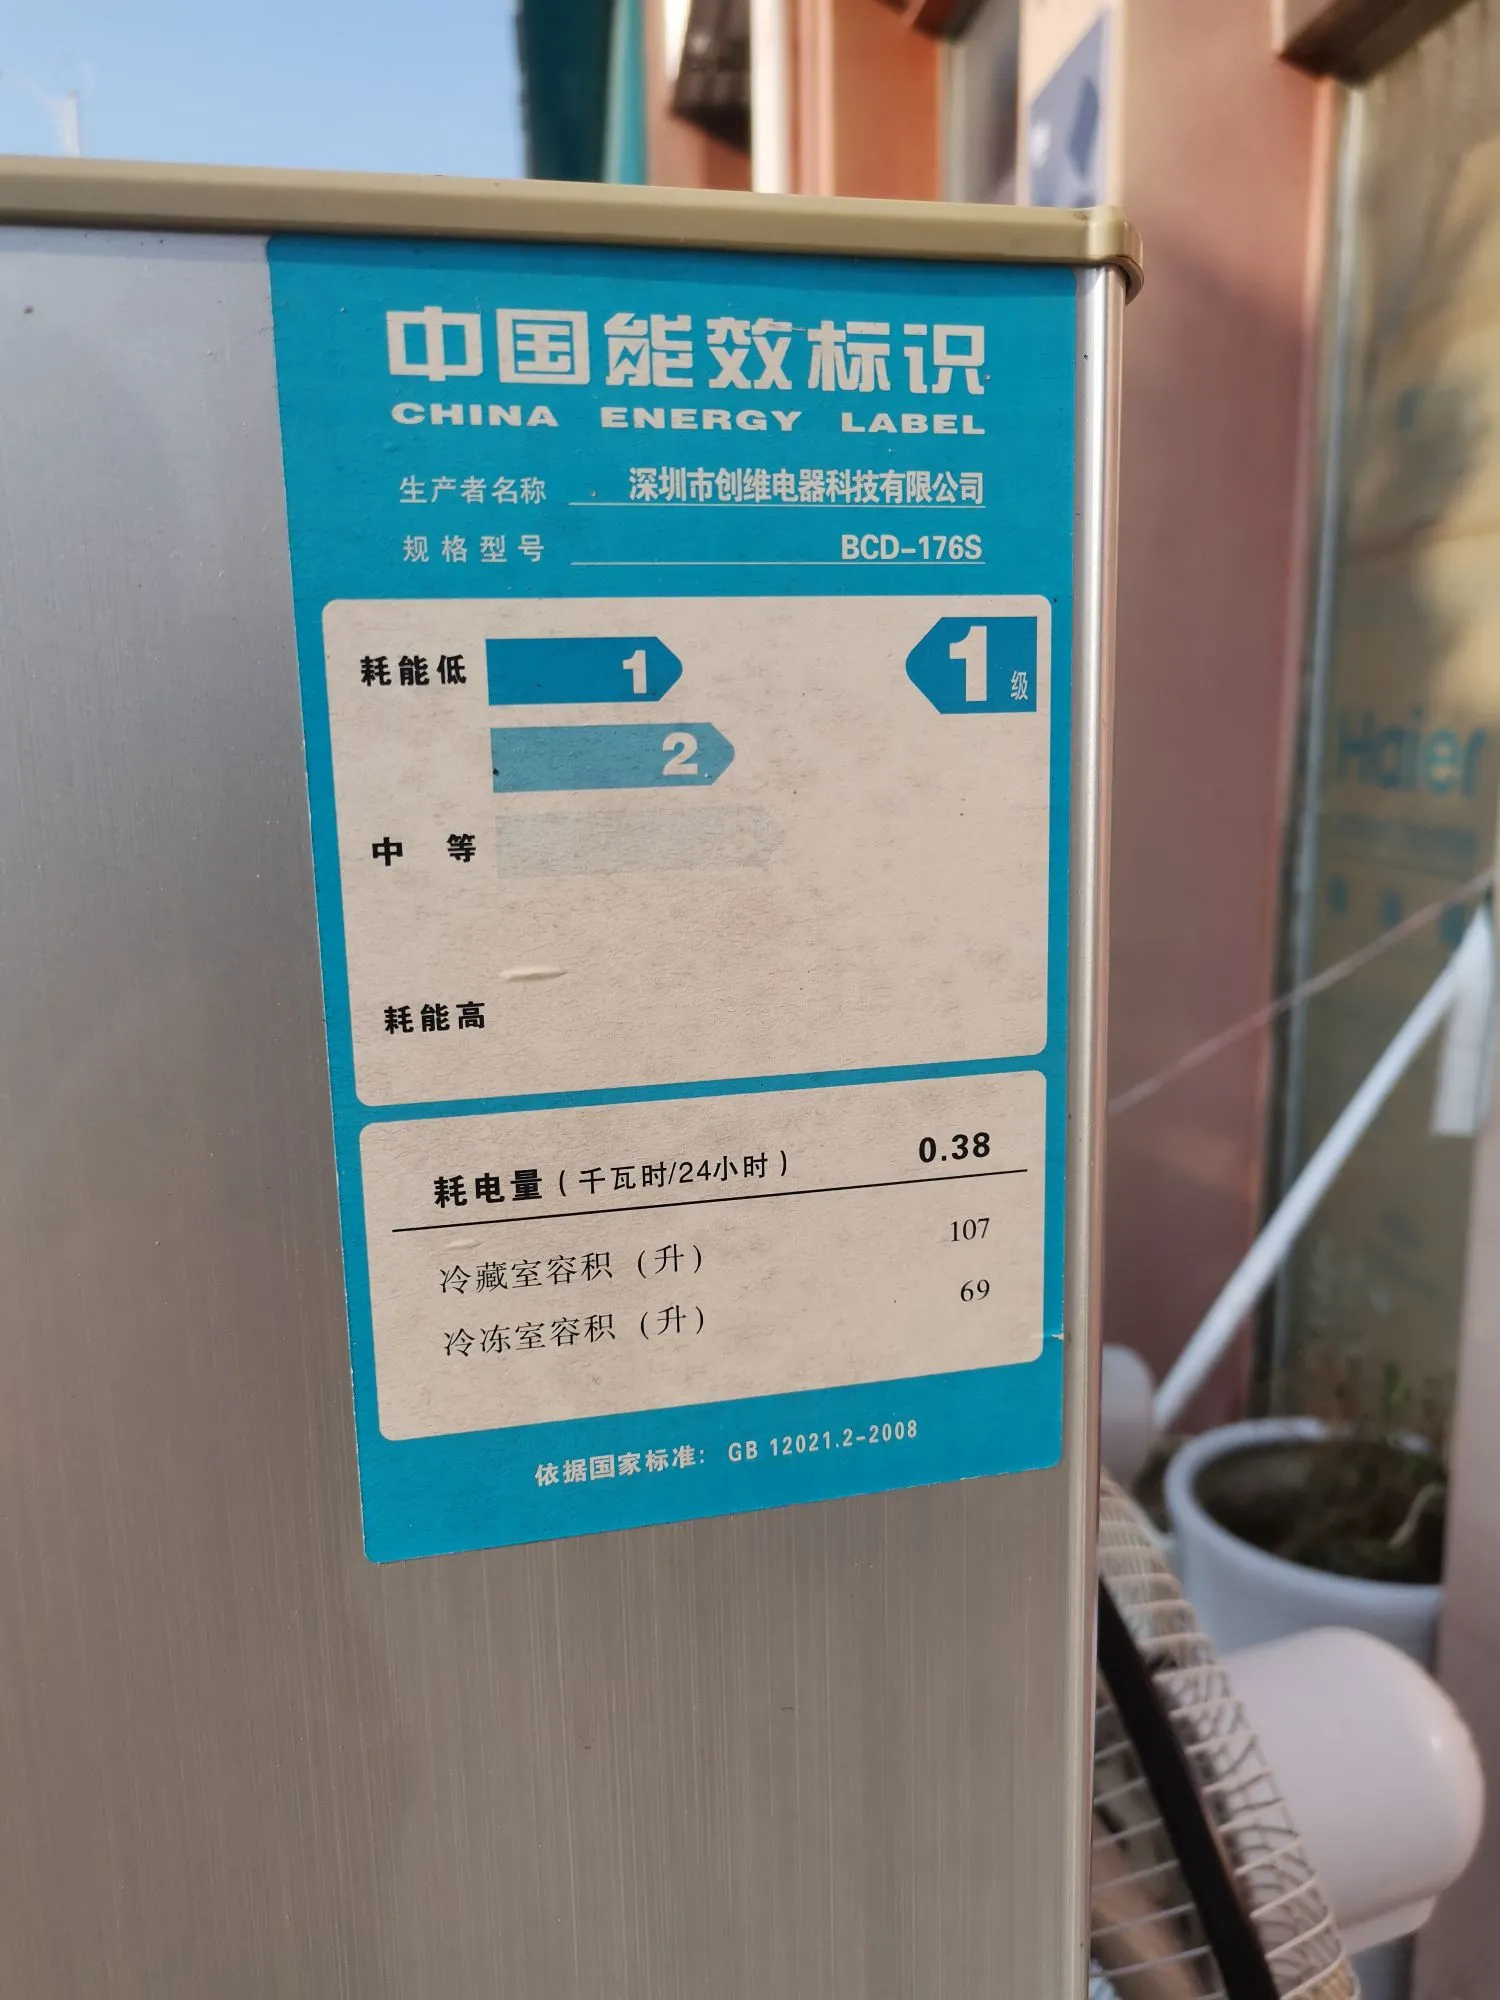 中国能效标识
CHINA ENERGY LABEL
生产者名称 深圳市创维电器科技有限公司
规格型号 BCD-176S
耗能低 1 1级
2
中等
耗能高
耗电量(千瓦时/24小时) 0.38
冷藏室容积(升) 107
冷冻室容积(升) 69
依据国家标准: GB 12021.2-2008
Haier